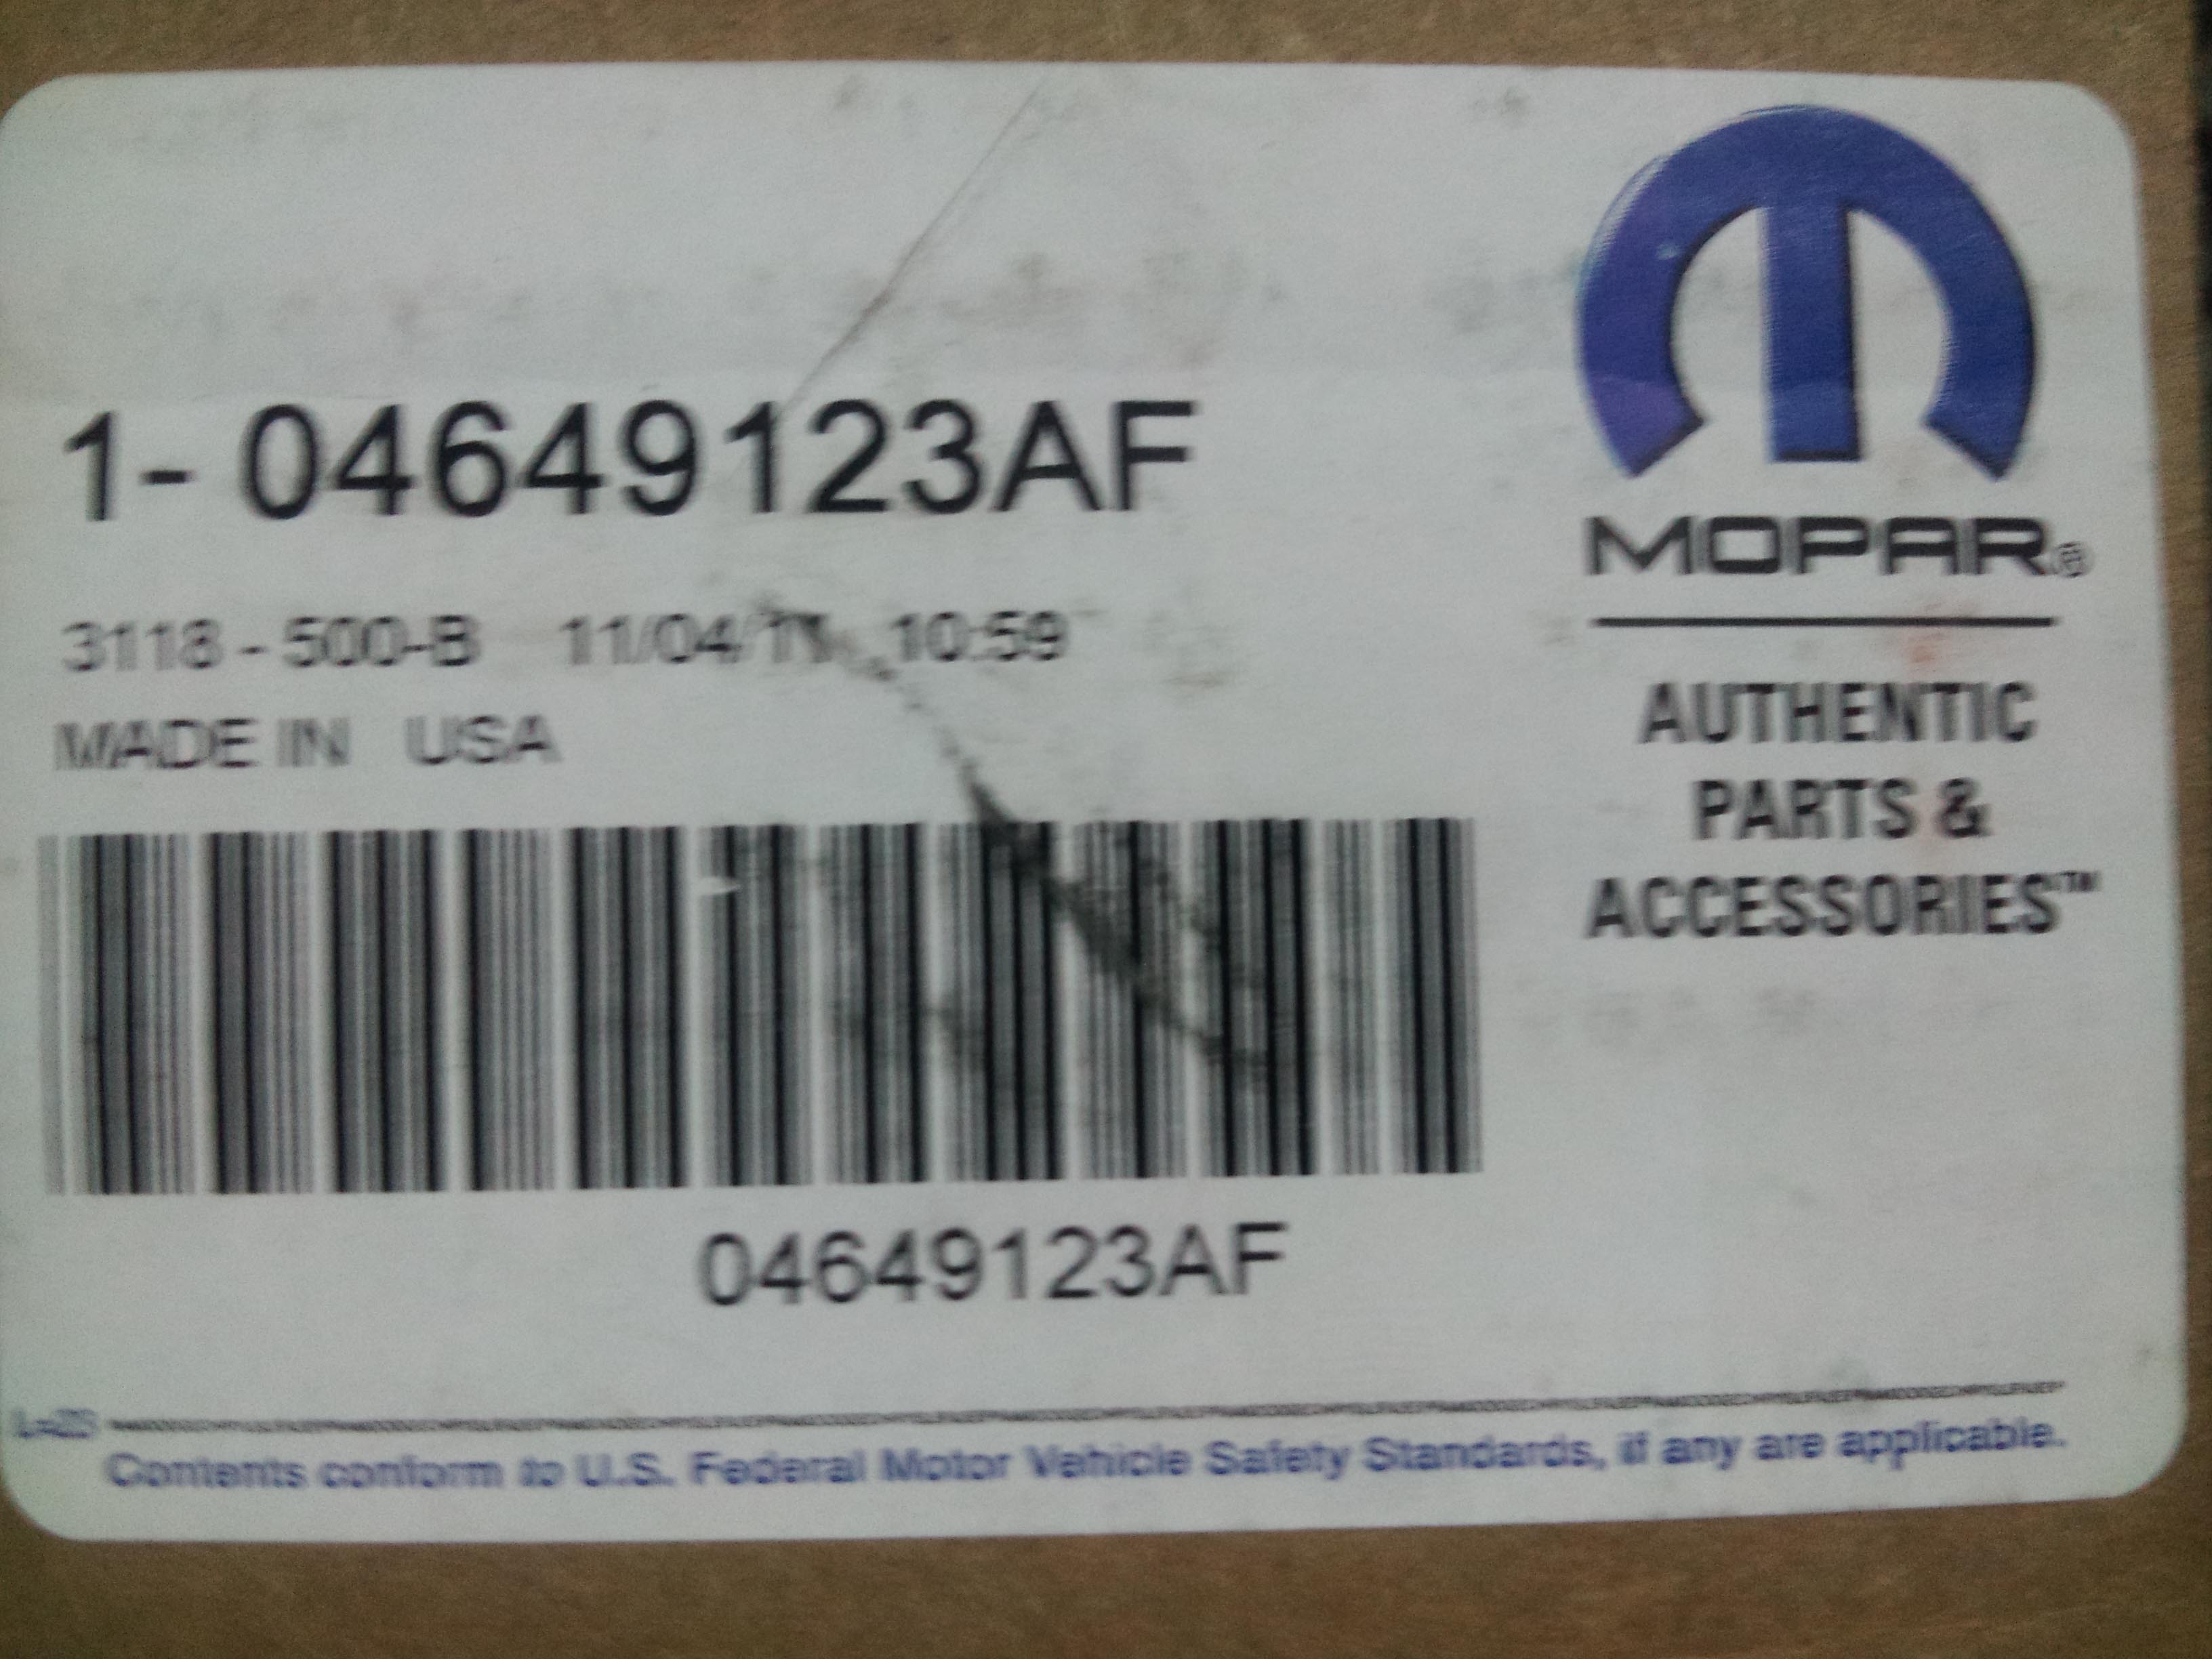 1- 04649123AF
3118 - 500-B 11/04/11 10:59
MADE IN USA
04649123AF
MOPAR®
AUTHENTIC
PARTS &
ACCESSORIES™
Contents conform to U.S. Federal Motor Vehicle Safety Standards, if any are applicable.